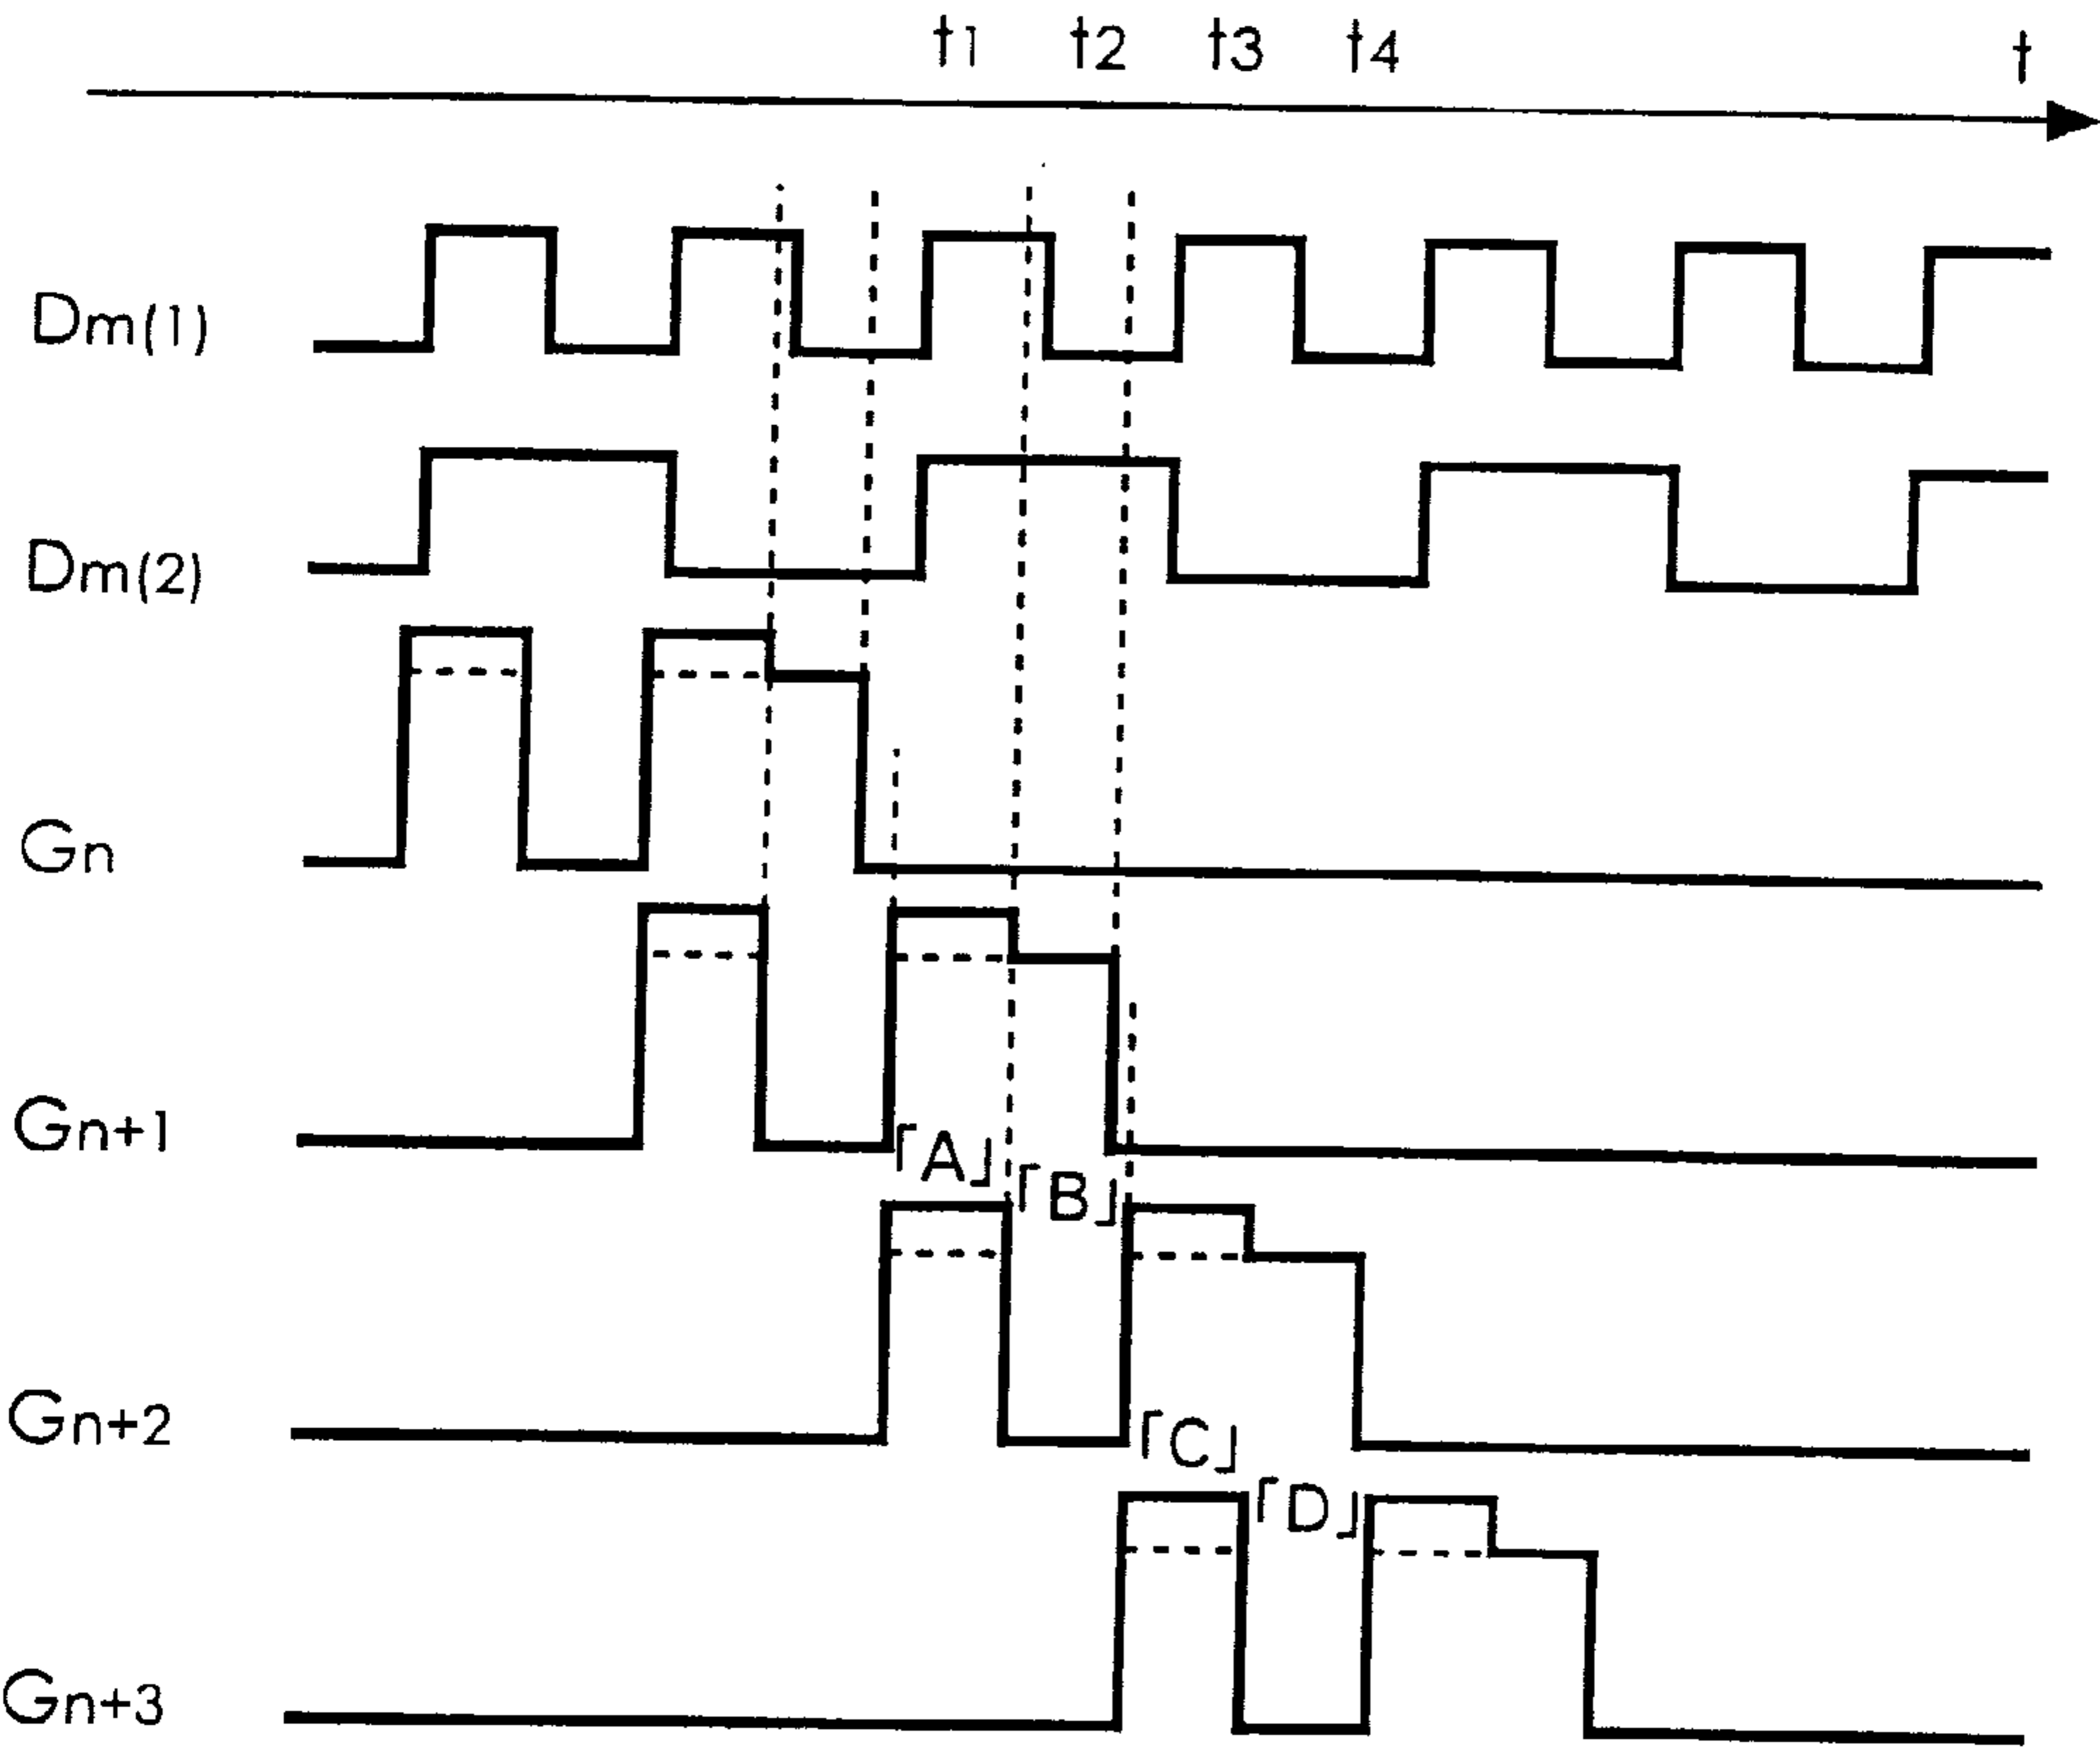 t1 t2 t3 t4 t
Dm(1)
Dm(2)
Gn
Gn+1
「A」
「B」
Gn+2
「C」
「D」
Gn+3